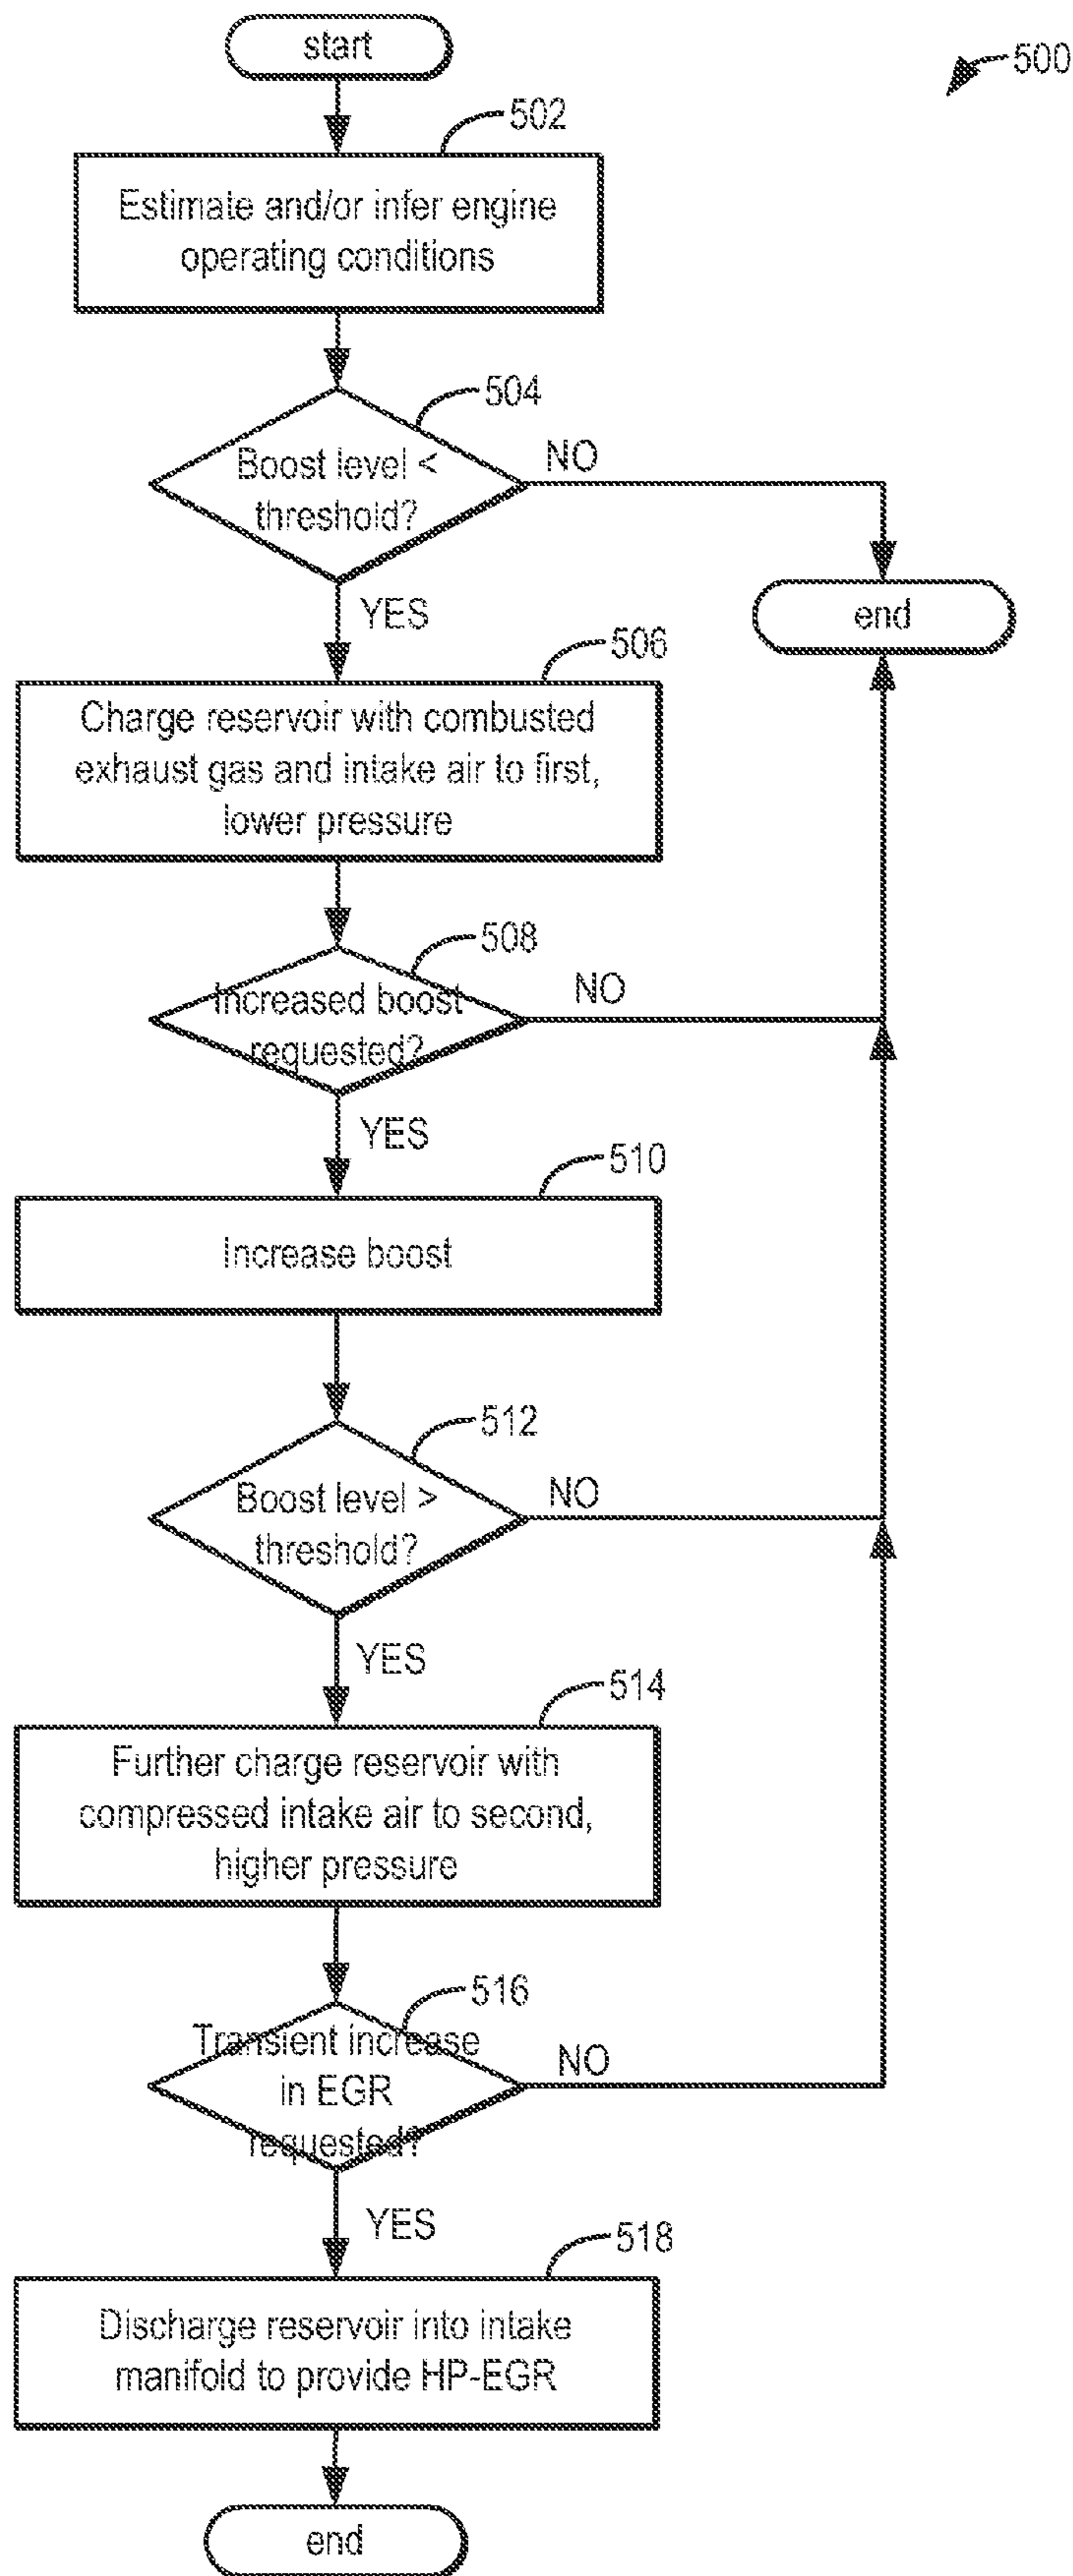 start
500
502
Estimate and/or infer engine
operating conditions
504
Boost level <
threshold?
NO
YES
end
506
Charge reservoir with combusted
exhaust gas and intake air to first,
lower pressure
508
Increased boost
requested?
NO
YES
510
Increase boost
512
Boost level >
threshold?
NO
YES
514
Further charge reservoir with
compressed intake air to second,
higher pressure
516
Transient increase
in EGR
requested?
NO
YES
518
Discharge reservoir into intake
manifold to provide HP-EGR
end